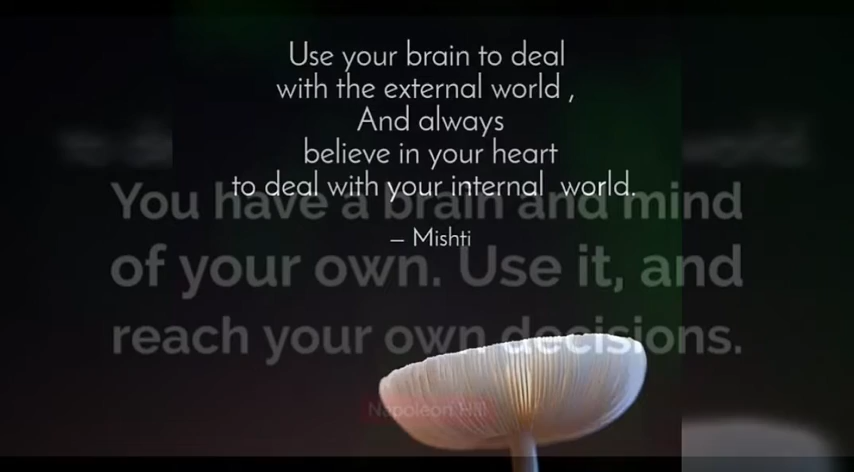 Use your brain to deal
with the external world ,
And always
believe in your heart
to deal with your internal world.
— Mishti
You have a brain and mind
of your own. Use it, and
reach your own decisions.
Napoleon Hill